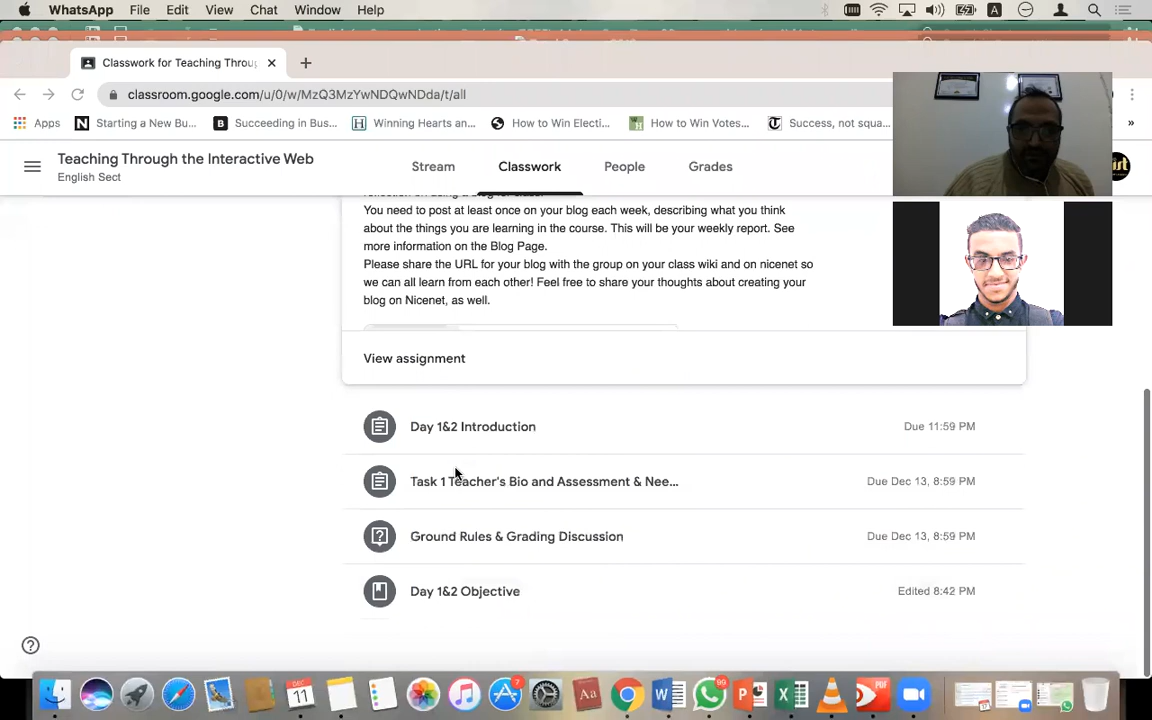 WhatsApp File Edit View Chat Window Help
A
Classwork for Teaching Throu
classroom.google.com/u/0/w/MzQ3MzYwNDQwNDda/t/all
Apps
N Starting a New Bu...
B Succeeding in Bus...
H Winning Hearts an...
How to Win Electi...
How to Win Votes...
T Success, not squa...
»
Teaching Through the Interactive Web
English Sect
Stream Classwork People Grades
You need to post at least once on your blog each week, describing what you think
about the things you are learning in the course. This will be your weekly report. See
more information on the Blog Page.
Please share the URL for your blog with the group on your class wiki and on nicenet so
we can all learn from each other! Feel free to share your thoughts about creating your
blog on Nicenet, as well.
View assignment
Day 1&2 Introduction Due 11:59 PM
Task 1 Teacher's Bio and Assessment & Nee... Due Dec 13, 8:59 PM
Ground Rules & Grading Discussion Due Dec 13, 8:59 PM
Day 1&2 Objective Edited 8:42 PM
DEC
11
7
Aa
99
W
P
X
PDF